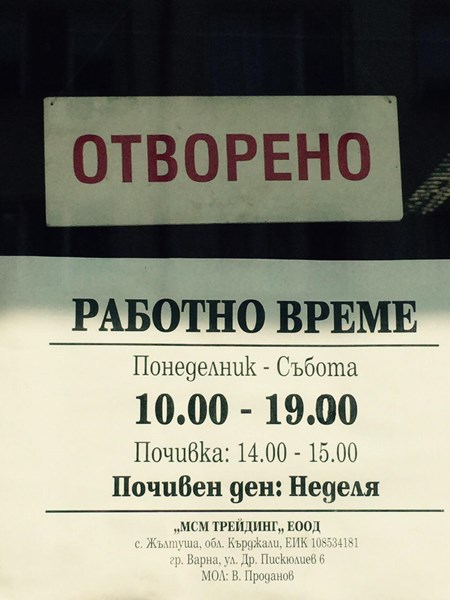 ОТВОРЕНО
РАБОТНО ВРЕМЕ
Понеделник - Събота
10.00 - 19.00
Почивка: 14.00 - 15.00
Почивен ден: Неделя
„МСМ ТРЕЙДИНГ„ ЕООД
с. Жълтуша, обл. Кърджали, ЕИК 108534181
гр. Варна, ул. Др. Пискюлиев 6
МОЛ: В. Проданов